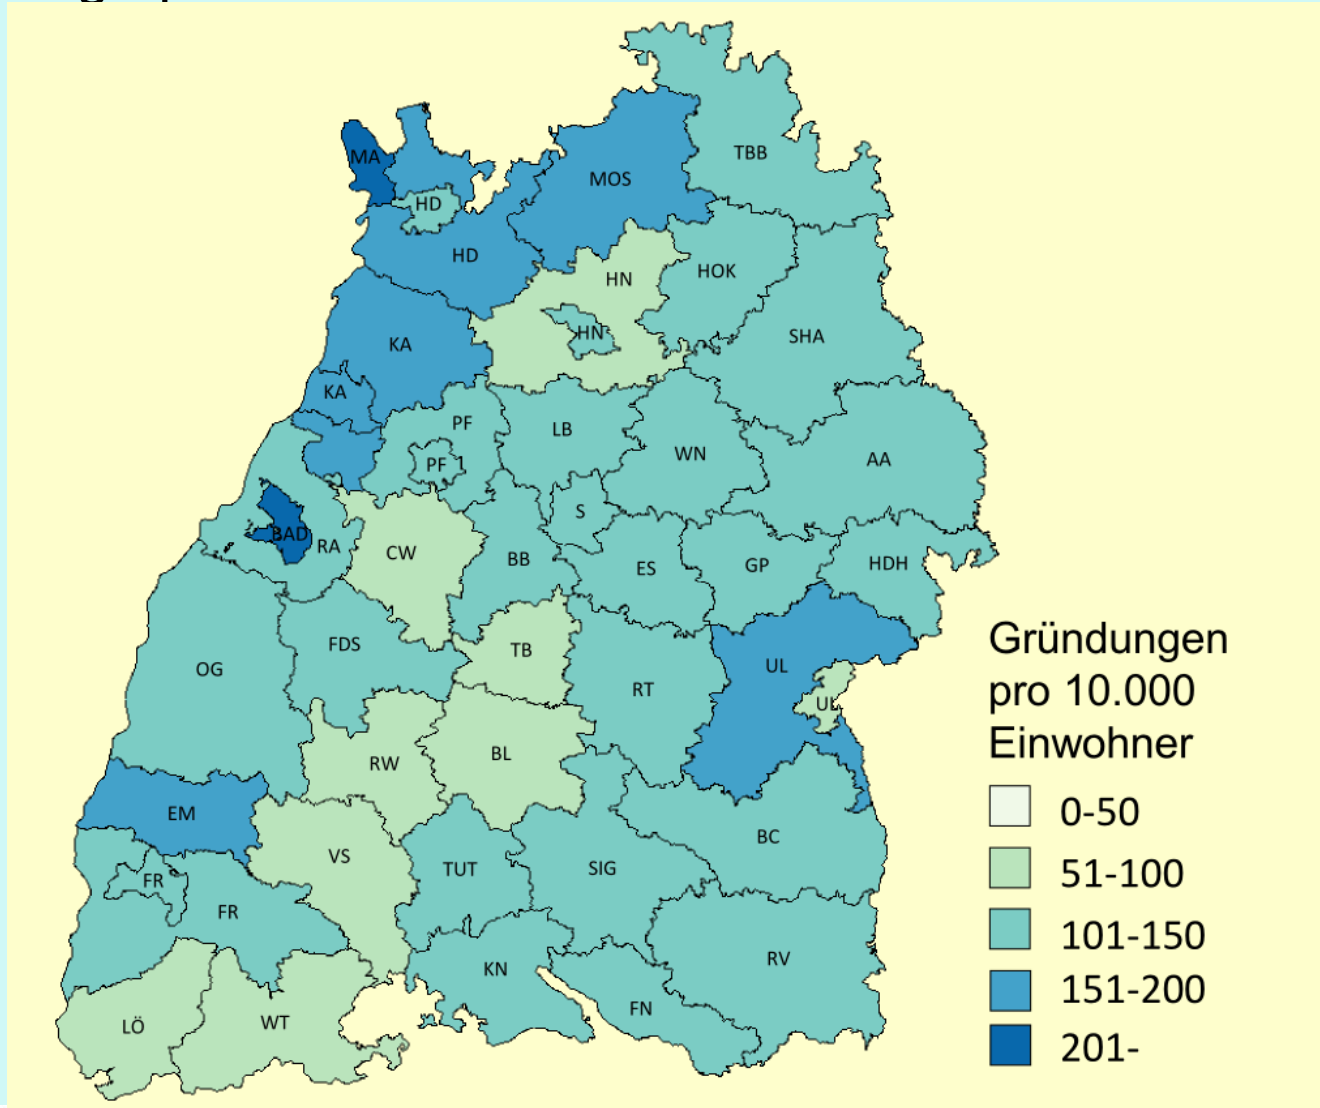 TBB
MA
MOS
HD
HD
HOK
HN
HN
SHA
KA
KA
PF
LB
WN
AA
PF
S
BAD
RA
CW
BB
ES
GP
HDH
FDS
TB
OG
UL
RT
UL
RW
BL
EM
BC
VS
TUT
SIG
FR
FR
KN
RV
FN
LÖ
WT
Gründungen
pro 10.000
Einwohner
0-50
51-100
101-150
151-200
201-